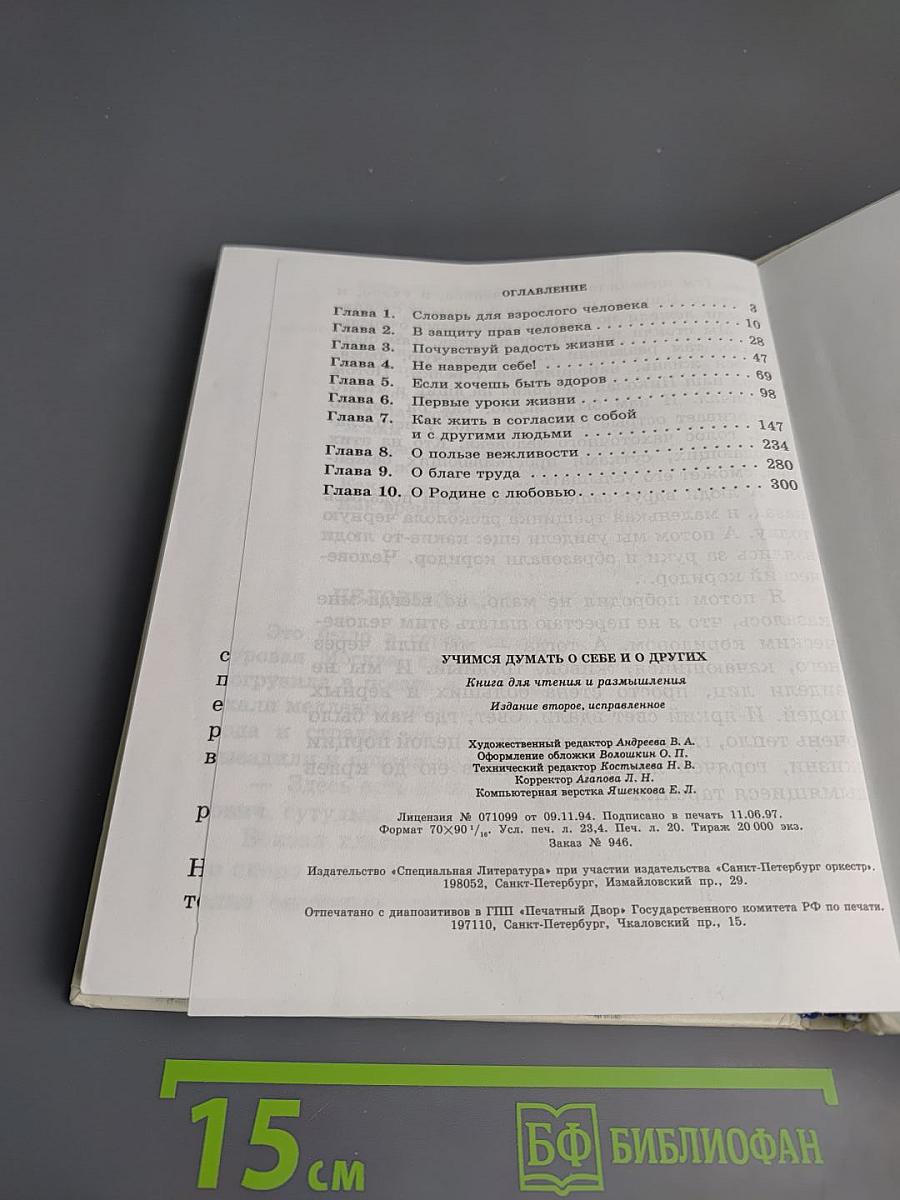 ОГЛАВЛЕНИЕ
Глава 1. Словарь для взрослого человека . . . . . . . . 3
Глава 2. В защиту прав человека . . . . . . . . . . . . . . 10
Глава 3. Почувствуй радость жизни . . . . . . . . . . . . 28
Глава 4. Не навреди себе! . . . . . . . . . . . . . . . . . . . 47
Глава 5. Если хочешь быть здоров . . . . . . . . . . . . . 69
Глава 6. Первые уроки жизни . . . . . . . . . . . . . . . . 98
Глава 7. Как жить в согласии с собой
и с другими людьми . . . . . . . . . . . . . . . . 147
Глава 8. О пользе вежливости . . . . . . . . . . . . . . . . 234
Глава 9. О благе труда . . . . . . . . . . . . . . . . . . . . . 280
Глава 10. О Родине с любовью. . . . . . . . . . . . . . . . 300
УЧИМСЯ ДУМАТЬ О СЕБЕ И О ДРУГИХ
Книга для чтения и размышления
Издание второе, исправленное
Художественный редактор Андреева В. А.
Оформление обложки Волошкин О. П.
Технический редактор Костылева Н. В.
Корректор Агапова Л. Н.
Компьютерная верстка Яшенкова Е. Л.
Лицензия № 071099 от 09.11.94. Подписано в печать 11.06.97.
Формат 70×90 1/16. Усл. печ. л. 23,4. Печ. л. 20. Тираж 20 000 экз.
Заказ № 946.
Издательство «Специальная Литература» при участии издательства «Санкт-Петербург оркестр».
198052, Санкт-Петербург, Измайловский пр., 29.
Отпечатано с диапозитивов в ГПП «Печатный Двор» Государственного комитета РФ по печати.
197110, Санкт-Петербург, Чкаловский пр., 15.
15 см
БФ БИБЛИОФАН